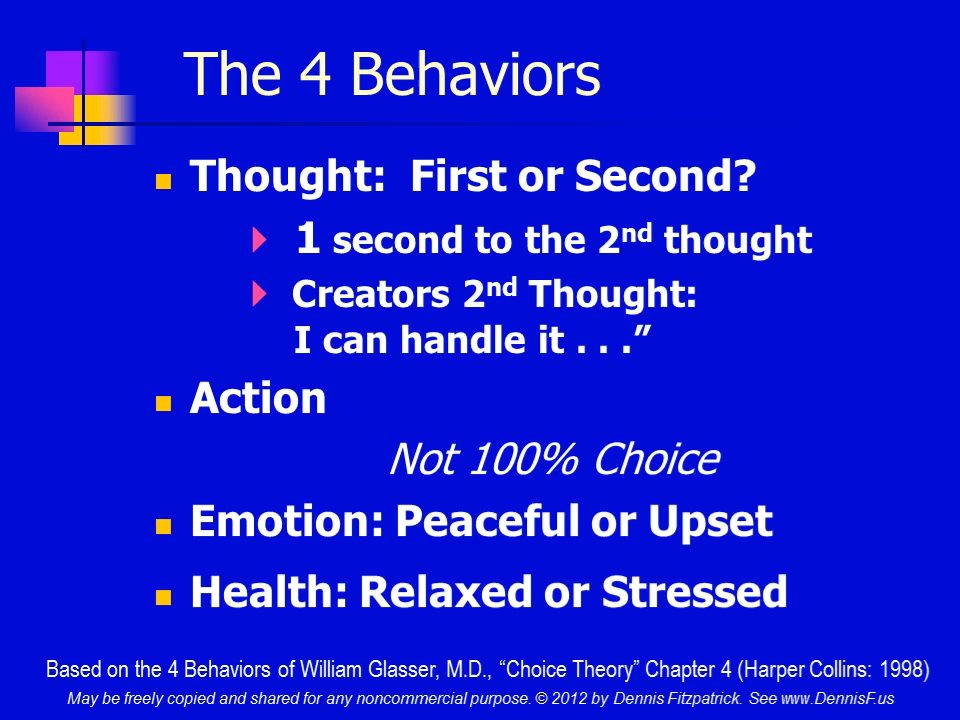 The 4 Behaviors
Thought: First or Second?
1 second to the 2nd thought
Creators 2nd Thought:
I can handle it . . .”
Action
Not 100% Choice
Emotion: Peaceful or Upset
Health: Relaxed or Stressed
Based on the 4 Behaviors of William Glasser, M.D., “Choice Theory” Chapter 4 (Harper Collins: 1998)
May be freely copied and shared for any noncommercial purpose. © 2012 by Dennis Fitzpatrick. See www.DennisF.us